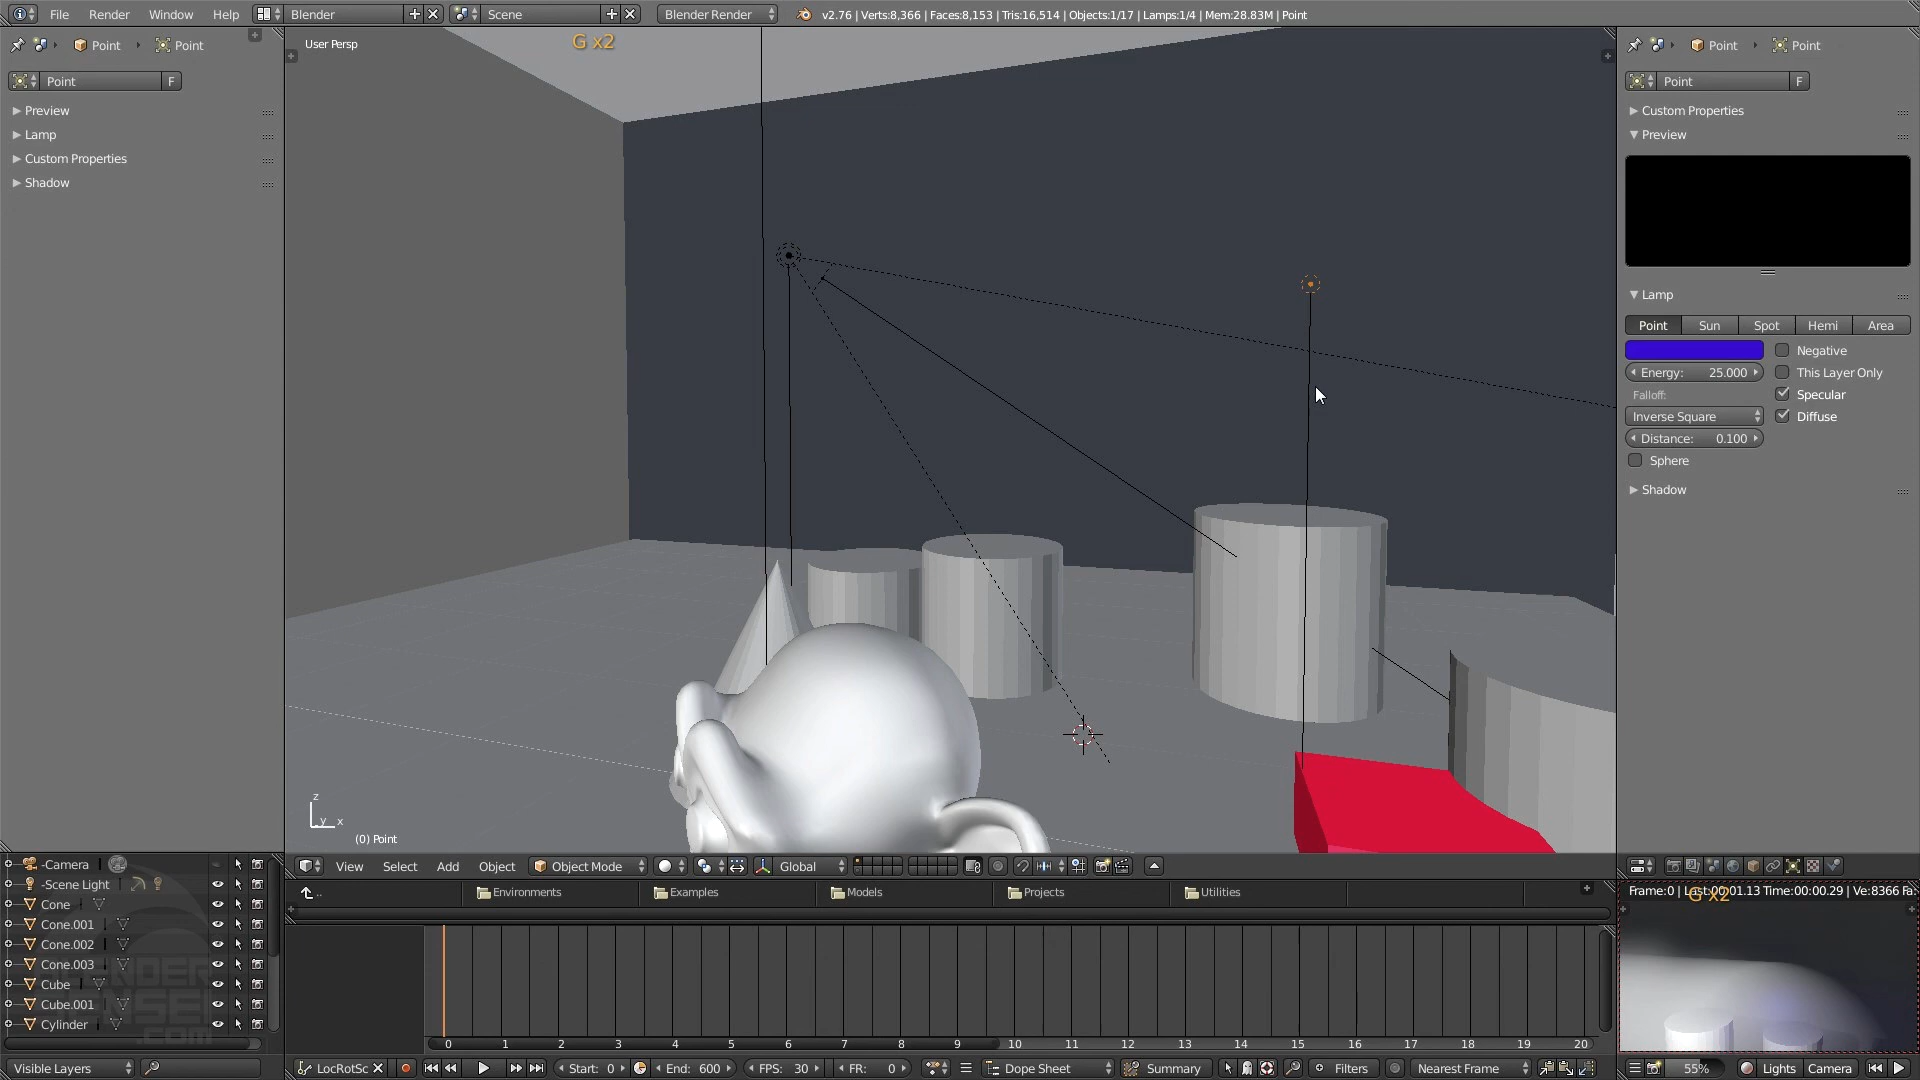 File Render Window Help Blender Scene Blender Render v2.76 | Verts:8,366 | Faces:8,153 | Tris:16,514 | Objects:1/17 | Lamps:1/4 | Mem:28.83M | Point
Point Point
Point F
Preview
Lamp
Custom Properties
Shadow
User Persp
G x2
z
y x
(0) Point
Point Point
Point F
Custom Properties
Preview
Lamp
Point Sun Spot Hemi Area
Negative
Energy: 25.000 This Layer Only
Falloff: Specular
Inverse Square Diffuse
Distance: 0.100
Sphere
Shadow
View Select Add Object Object Mode Global
-Camera
-Scene Light
Cone
Cone.001
Cone.002
Cone.003
Cube
Cube.001
Cylinder
BLENDER
SENSEI
.COM
Visible Layers
.. Environments Examples Models Projects Utilities
0 1 2 3 4 5 6 7 8 9 10 11 12 13 14 15 16 17 18 19 20
LocRotSc Start: 0 End: 600 FPS: 30 FR: 0 Dope Sheet Summary Filters Nearest Frame
Frame:0 | Last:00:01.13 Time:00:00.29 | Ve:8366 Fa:
G x2
55% Lights Camera